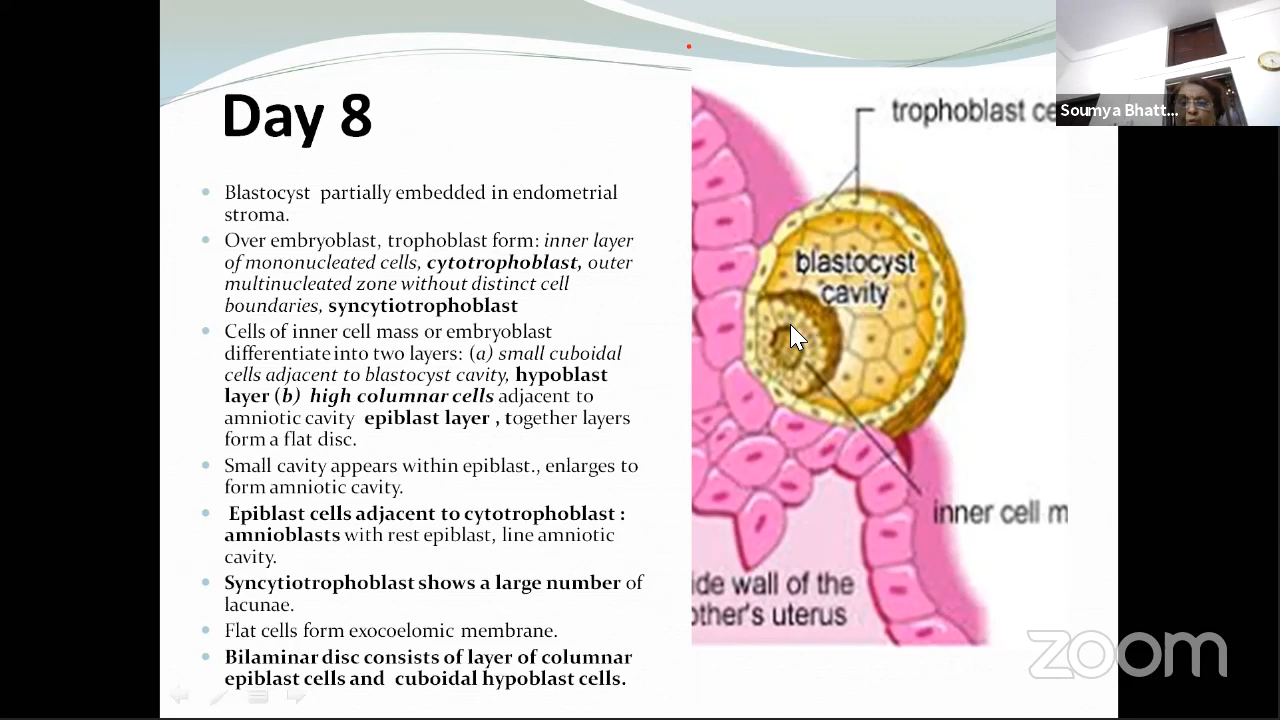 Day 8
Blastocyst partially embedded in endometrial
stroma.
Over embryoblast, trophoblast form: inner layer
of mononucleated cells, cytotrophoblast, outer
multinucleated zone without distinct cell
boundaries, syncytiotrophoblast
Cells of inner cell mass or embryoblast
differentiate into two layers: (a) small cuboidal
cells adjacent to blastocyst cavity, hypoblast
layer (b) high columnar cells adjacent to
amniotic cavity epiblast layer , together layers
form a flat disc.
Small cavity appears within epiblast., enlarges to
form amniotic cavity.
Epiblast cells adjacent to cytotrophoblast :
amnioblasts with rest epiblast, line amniotic
cavity.
Syncytiotrophoblast shows a large number of
lacunae.
Flat cells form exocoelomic membrane.
Bilaminar disc consists of layer of columnar
epiblast cells and cuboidal hypoblast cells.
trophoblast ce
blastocyst
cavity
inner cell m
ide wall of the
other's uterus
Soumya Bhatt...
zoom